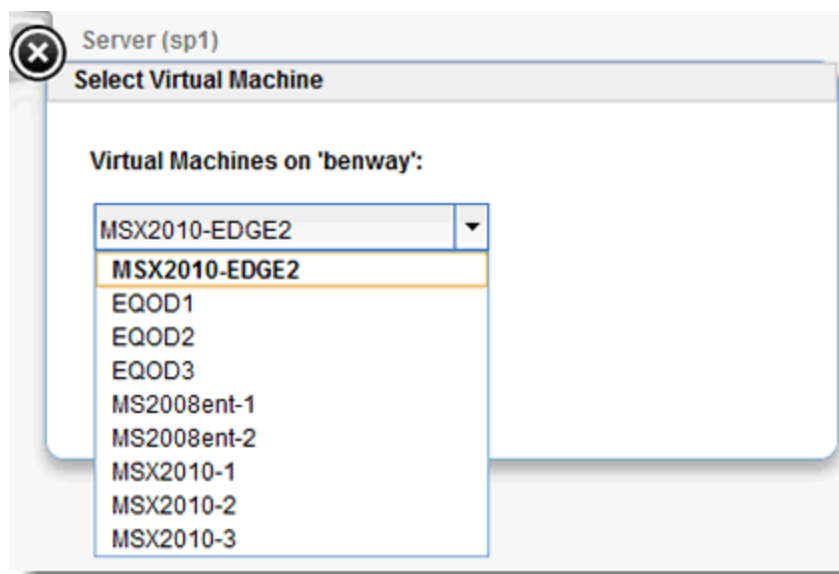 Server (sp1)
Select Virtual Machine
Virtual Machines on 'benway':
MSX2010-EDGE2
MSX2010-EDGE2
EQOD1
EQOD2
EQOD3
MS2008ent-1
MS2008ent-2
MSX2010-1
MSX2010-2
MSX2010-3